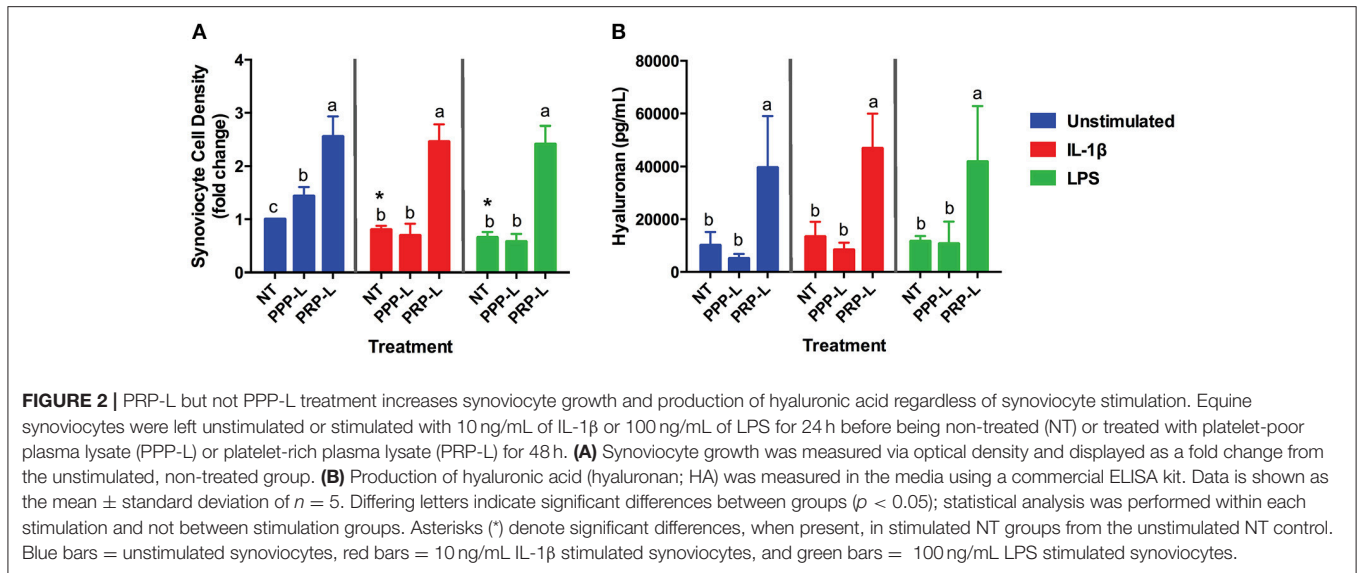 A
Synoviocyte Cell Density
(fold change)
4
3
2
1
0
c
b
a
*
b
b
a
*
b
b
a
NT
PPP-L
PRP-L
NT
PPP-L
PRP-L
NT
PPP-L
PRP-L
Treatment
B
Hyaluronan (pg/mL)
80000
60000
40000
20000
0
b
b
a
b
b
a
b
b
a
NT
PPP-L
PRP-L
NT
PPP-L
PRP-L
NT
PPP-L
PRP-L
Treatment
Unstimulated
IL-1β
LPS
FIGURE 2 | PRP-L but not PPP-L treatment increases synoviocyte growth and production of hyaluronic acid regardless of synoviocyte stimulation. Equine
synoviocytes were left unstimulated or stimulated with 10 ng/mL of IL-1β or 100 ng/mL of LPS for 24 h before being non-treated (NT) or treated with platelet-poor
plasma lysate (PPP-L) or platelet-rich plasma lysate (PRP-L) for 48 h. (A) Synoviocyte growth was measured via optical density and displayed as a fold change from
the unstimulated, non-treated group. (B) Production of hyaluronic acid (hyaluronan; HA) was measured in the media using a commercial ELISA kit. Data is shown as
the mean ± standard deviation of n = 5. Differing letters indicate significant differences between groups (p < 0.05); statistical analysis was performed within each
stimulation and not between stimulation groups. Asterisks (*) denote significant differences, when present, in stimulated NT groups from the unstimulated NT control.
Blue bars = unstimulated synoviocytes, red bars = 10 ng/mL IL-1β stimulated synoviocytes, and green bars = 100 ng/mL LPS stimulated synoviocytes.